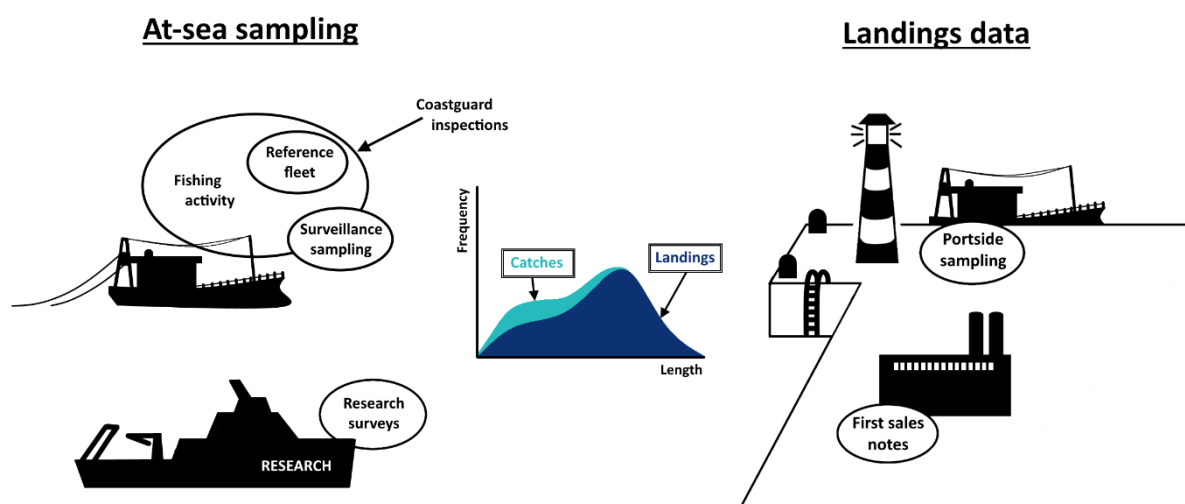 At-sea sampling
Landings data
Coastguard
inspections
Reference
fleet
Fishing
activity
Surveillance
sampling
Frequency
Catches
Landings
Length
Portside
sampling
Research
surveys
RESEARCH
First sales
notes